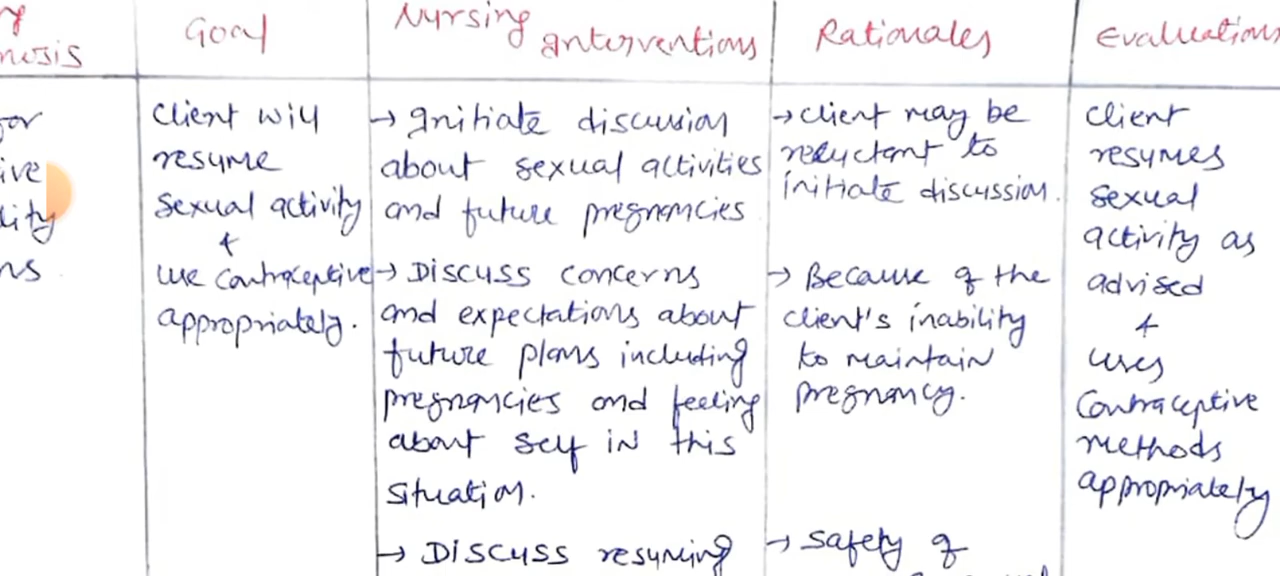 Goal
Nursing
interventions
Rationales
Evaluations
for
client will
resume
sexual activity
&
use contraceptive
appropriately.
→ Initiate discussion
about sexual activities
and future pregnancies
→ Discuss concerns
and expectations about
future plans including
pregnancies and feeling
about self in this
situation.
→ Discuss resuming
→ client may be
reluctant to
initiate discussion.
→ Because of the
client's inability
to maintain
pregnancy.
→ safety of
client
resumes
sexual
activity as
advised
&
uses
contraceptive
methods
appropriately